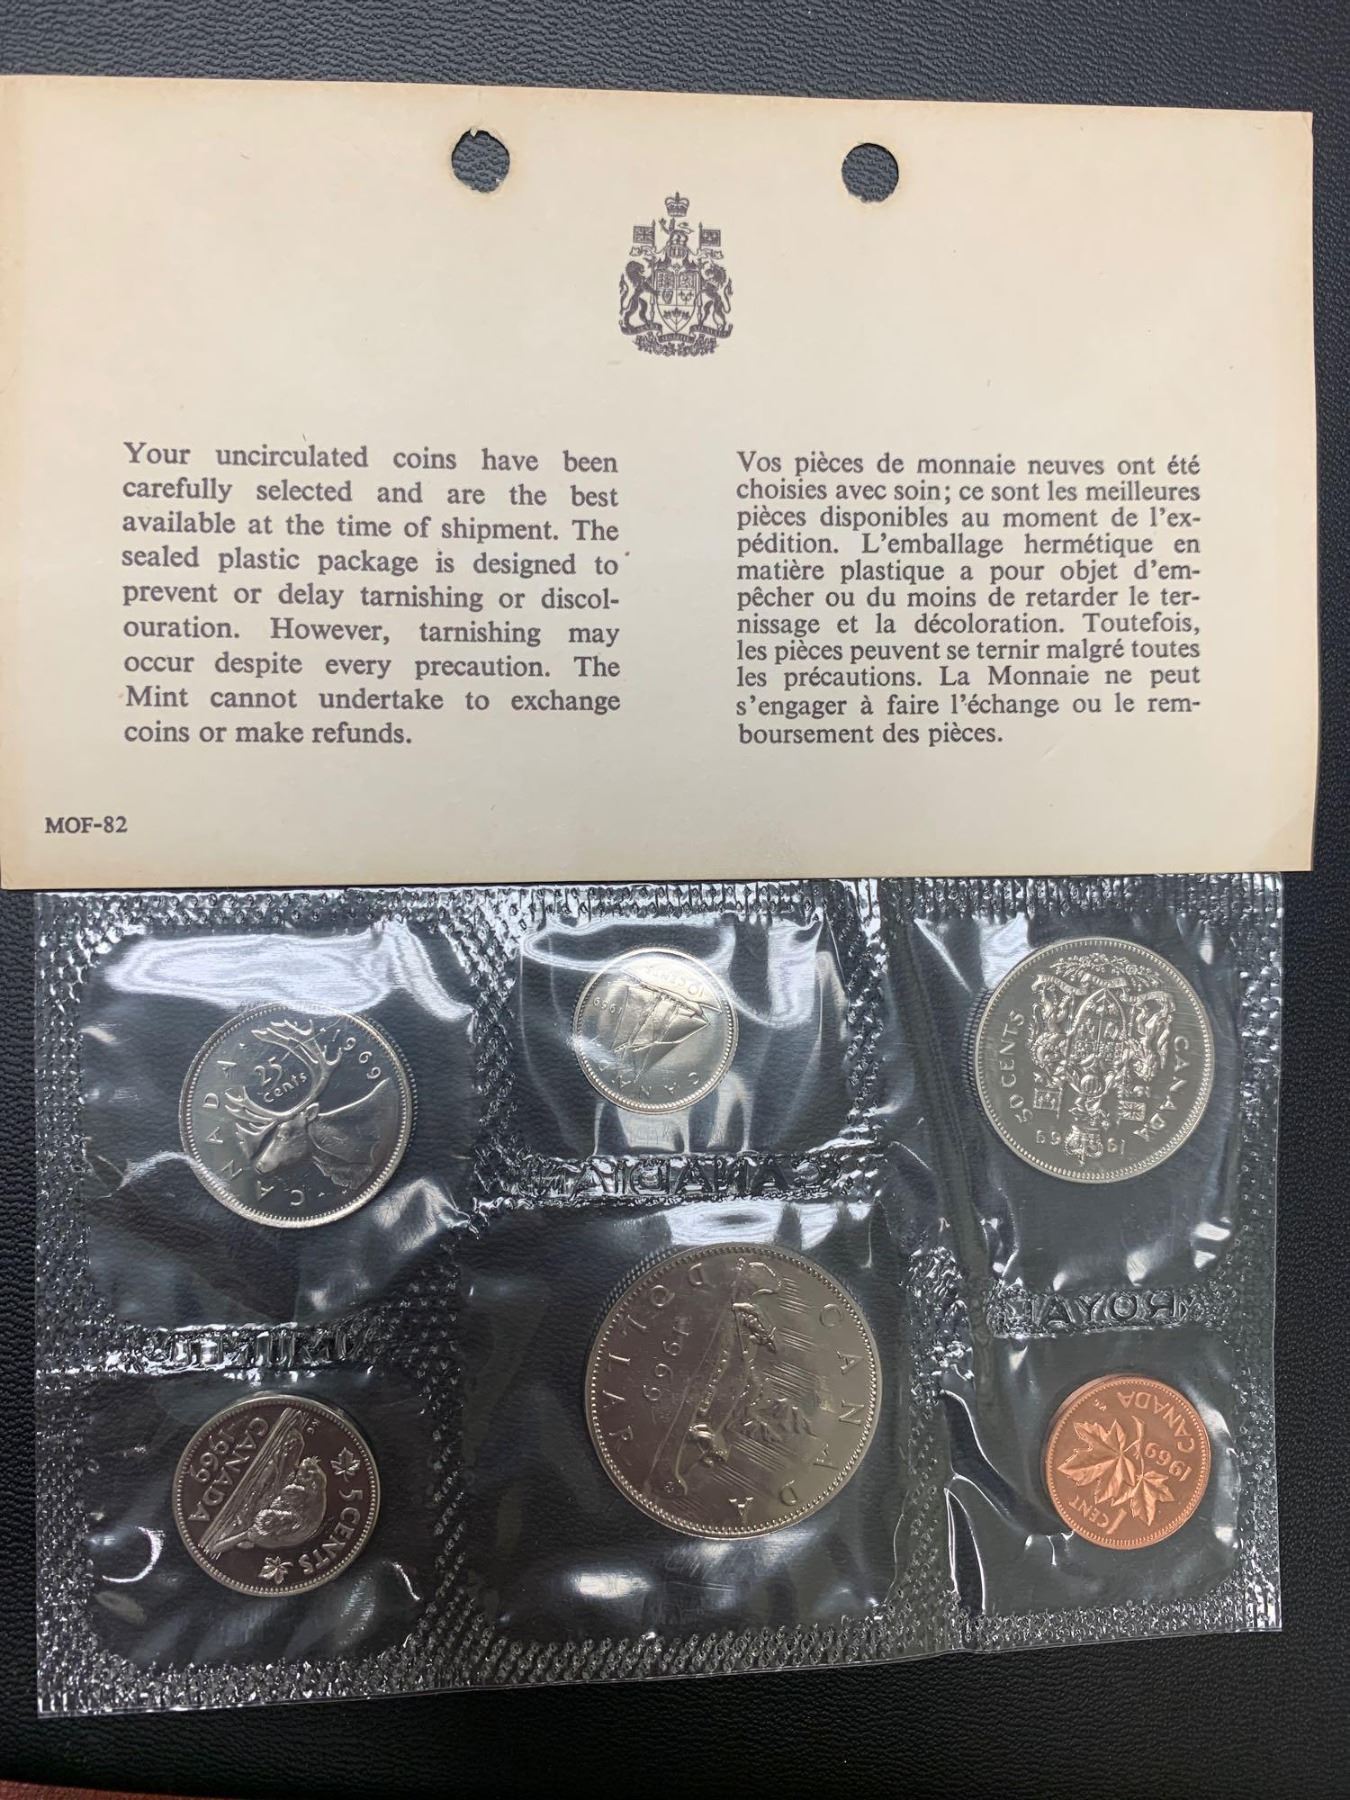 Your uncirculated coins have been
carefully selected and are the best
available at the time of shipment. The
sealed plastic package is designed to
prevent or delay tarnishing or discol-
ouration. However, tarnishing may
occur despite every precaution. The
Mint cannot undertake to exchange
coins or make refunds.
Vos pièces de monnaie neuves ont été
choisies avec soin; ce sont les meilleures
pièces disponibles au moment de l'ex-
pédition. L'emballage hermétique en
matière plastique a pour objet d'em-
pêcher ou du moins de retarder le ter-
nissage et la décoloration. Toutefois,
les pièces peuvent se ternir malgré toutes
les précautions. La Monnaie ne peut
s'engager à faire l'échange ou le rem-
boursement des pièces.
MOF-82
CANADA
25
cents
1969
CANADA
1969
10 CENTS
50 CENTS
CANADA
1969
CANADIAN
ROYAL
MINT
CANADA
1969
5 CENTS
CANADA
1969
DOLLAR
CANADA
1969
1 CENT